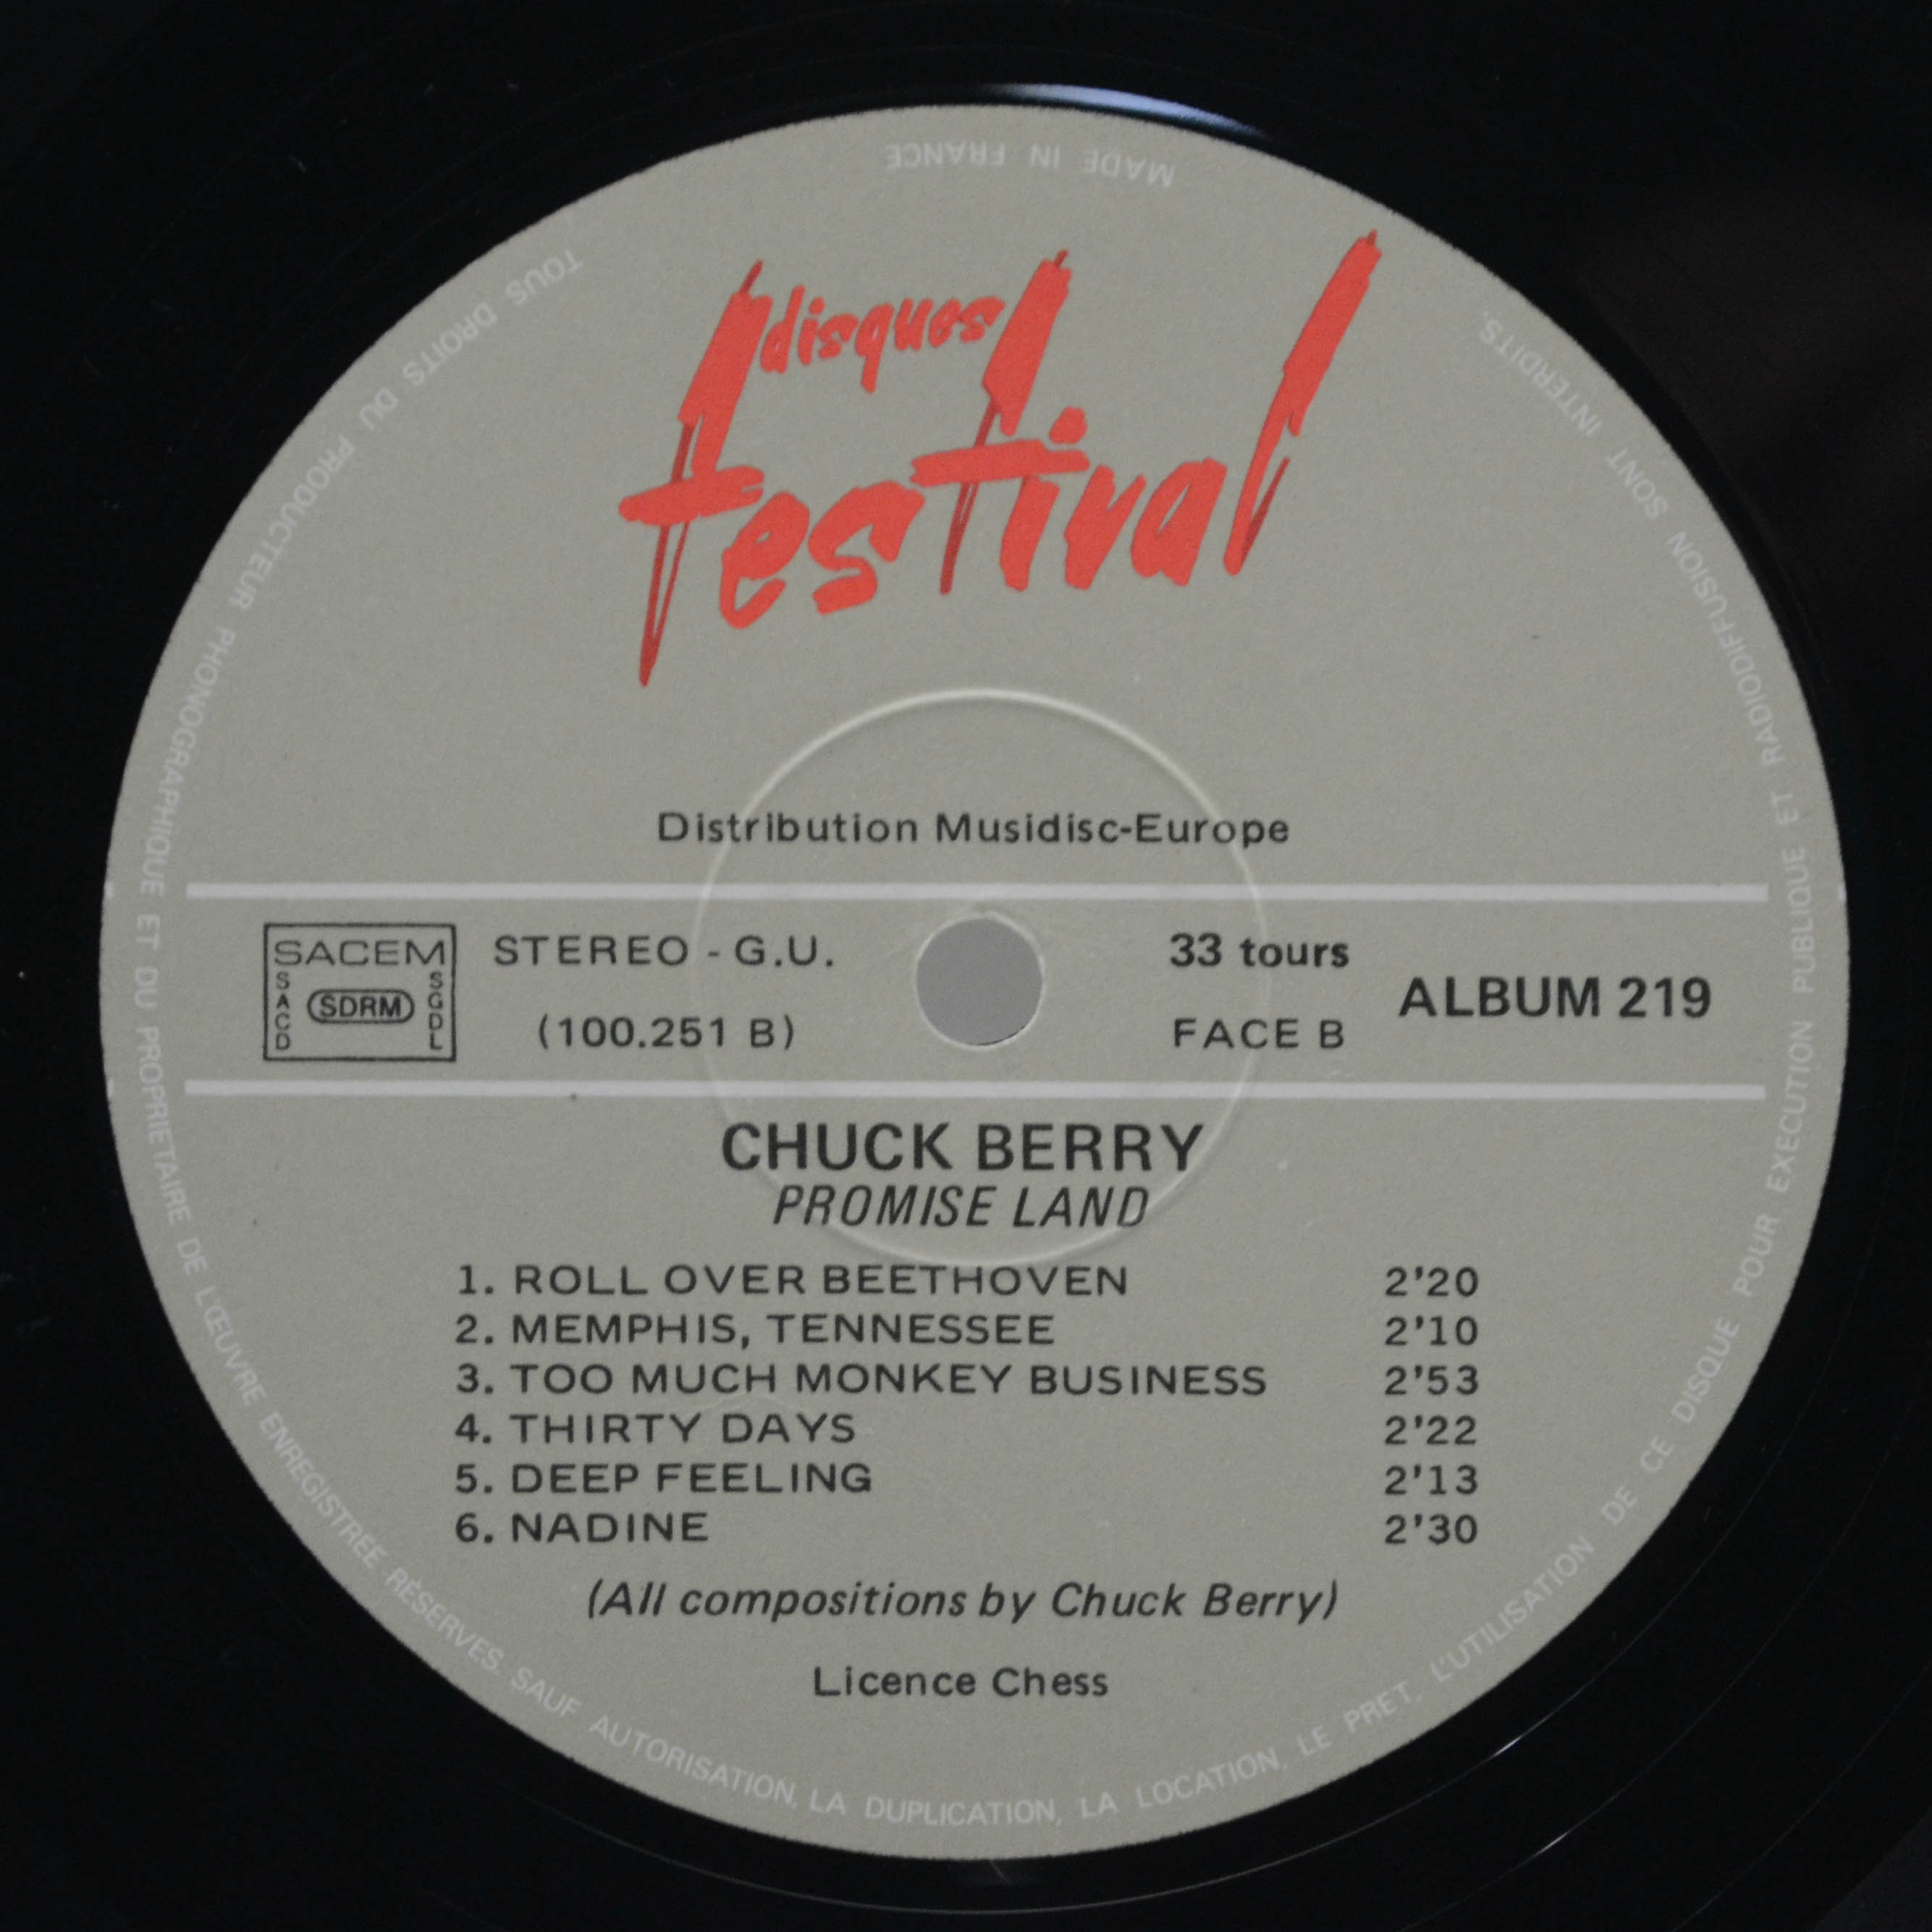 disques
festival
Distribution Musidisc-Europe
SACEM
SACD
SDRM
SGDL
STEREO - G.U.
(100.251 B)
33 tours
FACE B
ALBUM 219
CHUCK BERRY
PROMISE LAND
1. ROLL OVER BEETHOVEN 2'20
2. MEMPHIS, TENNESSEE 2'10
3. TOO MUCH MONKEY BUSINESS 2'53
4. THIRTY DAYS 2'22
5. DEEP FEELING 2'13
6. NADINE 2'30
(All compositions by Chuck Berry)
Licence Chess
TOUS DROITS DU PRODUCTEUR PHONOGRAPHIQUE ET DU PROPRIETAIRE DE L'ŒUVRE ENREGISTREE RÉSERVES. SAUF AUTORISATION, LA DUPLICATION, LA LOCATION, LE PRET, L'UTILISATION DE CE DISQUE POUR EXECUTION PUBLIQUE ET RADIODIFFUSION SONT INTERDITS.
MADE IN FRANCE